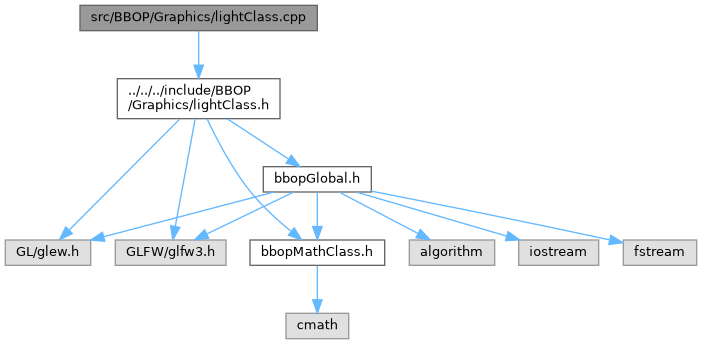 src/BBOP/Graphics/lightClass.cpp
../../../include/BBOP
/Graphics/lightClass.h
bbopGlobal.h
GL/glew.h
GLFW/glfw3.h
bbopMathClass.h
algorithm
iostream
fstream
cmath